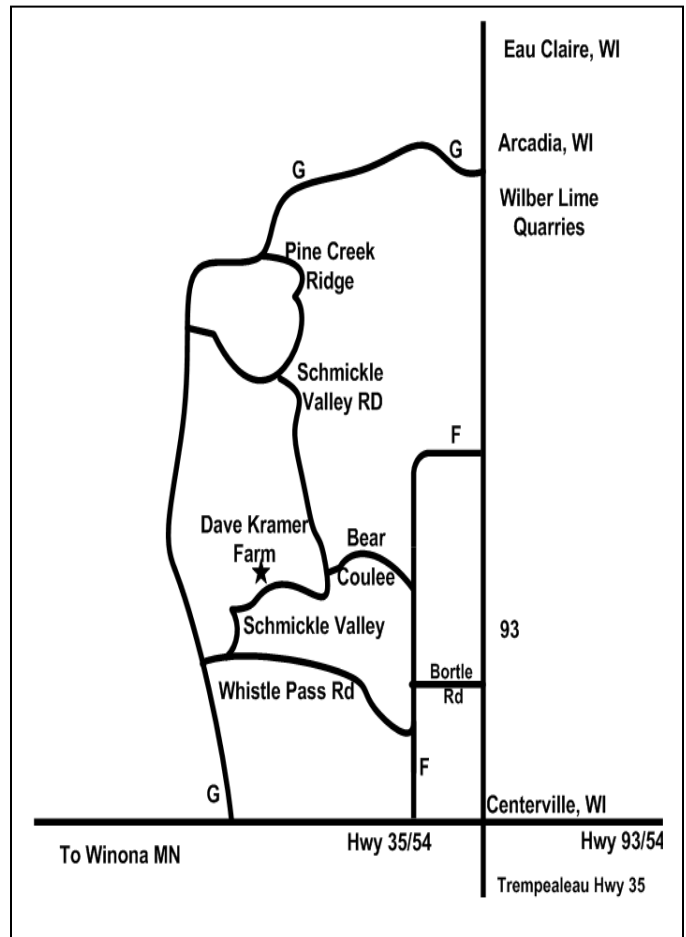 Eau Claire, WI
Arcadia, WI
G
G
Wilber Lime
Quarries
Pine Creek
Ridge
Schmickle
Valley RD
F
Dave Kramer
Farm
Bear
Coulee
Schmickle Valley
93
Bortle
Rd
Whistle Pass Rd
F
G
Centerville, WI
Hwy 35/54
Hwy 93/54
To Winona MN
Trempealeau Hwy 35